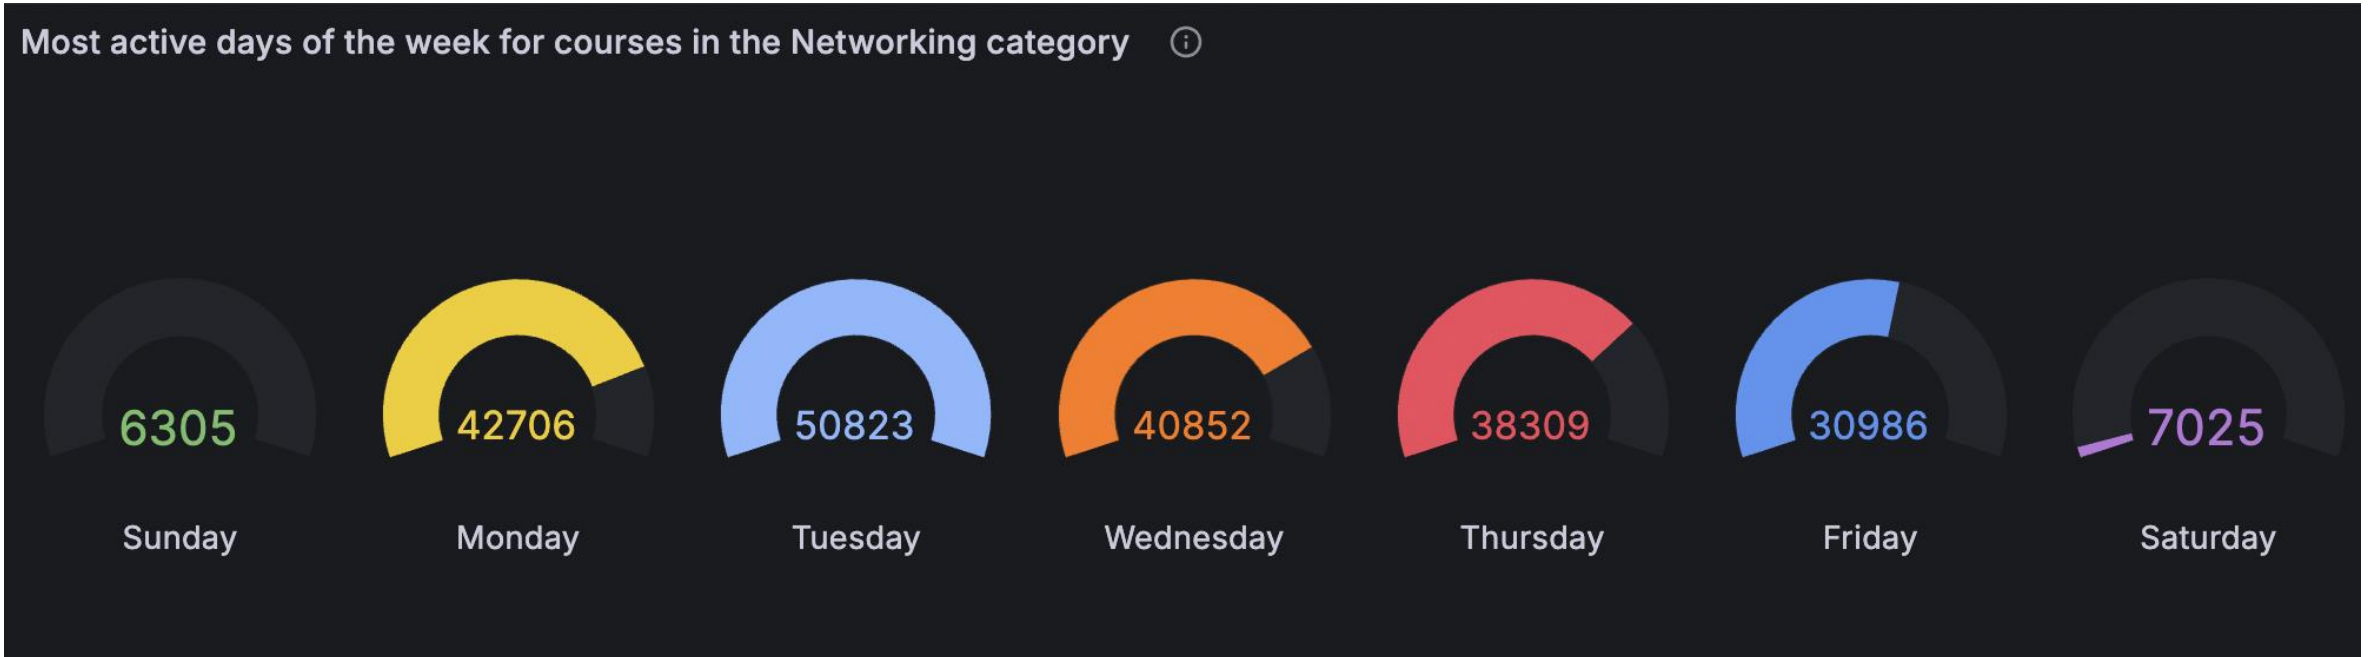 Most active days of the week for courses in the Networking category
6305 42706 50823 40852 38309 30986 7025
Sunday Monday Tuesday Wednesday Thursday Friday Saturday